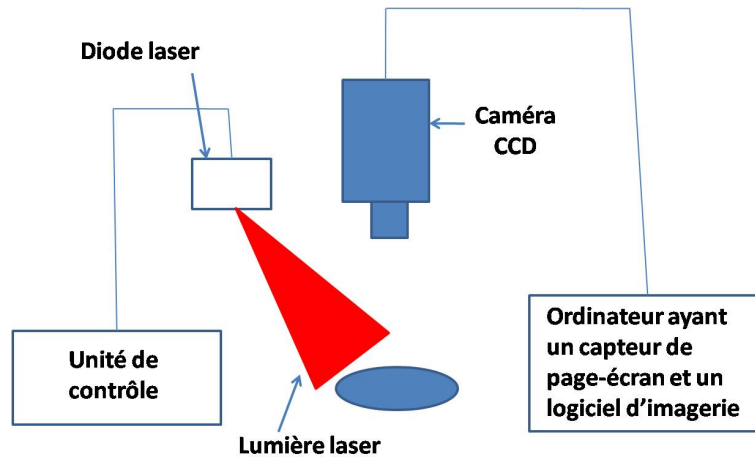 Diode laser
Caméra
CCD
Unité de
contrôle
Ordinateur ayant
un capteur de
page-écran et un
logiciel d'imagerie
Lumière laser